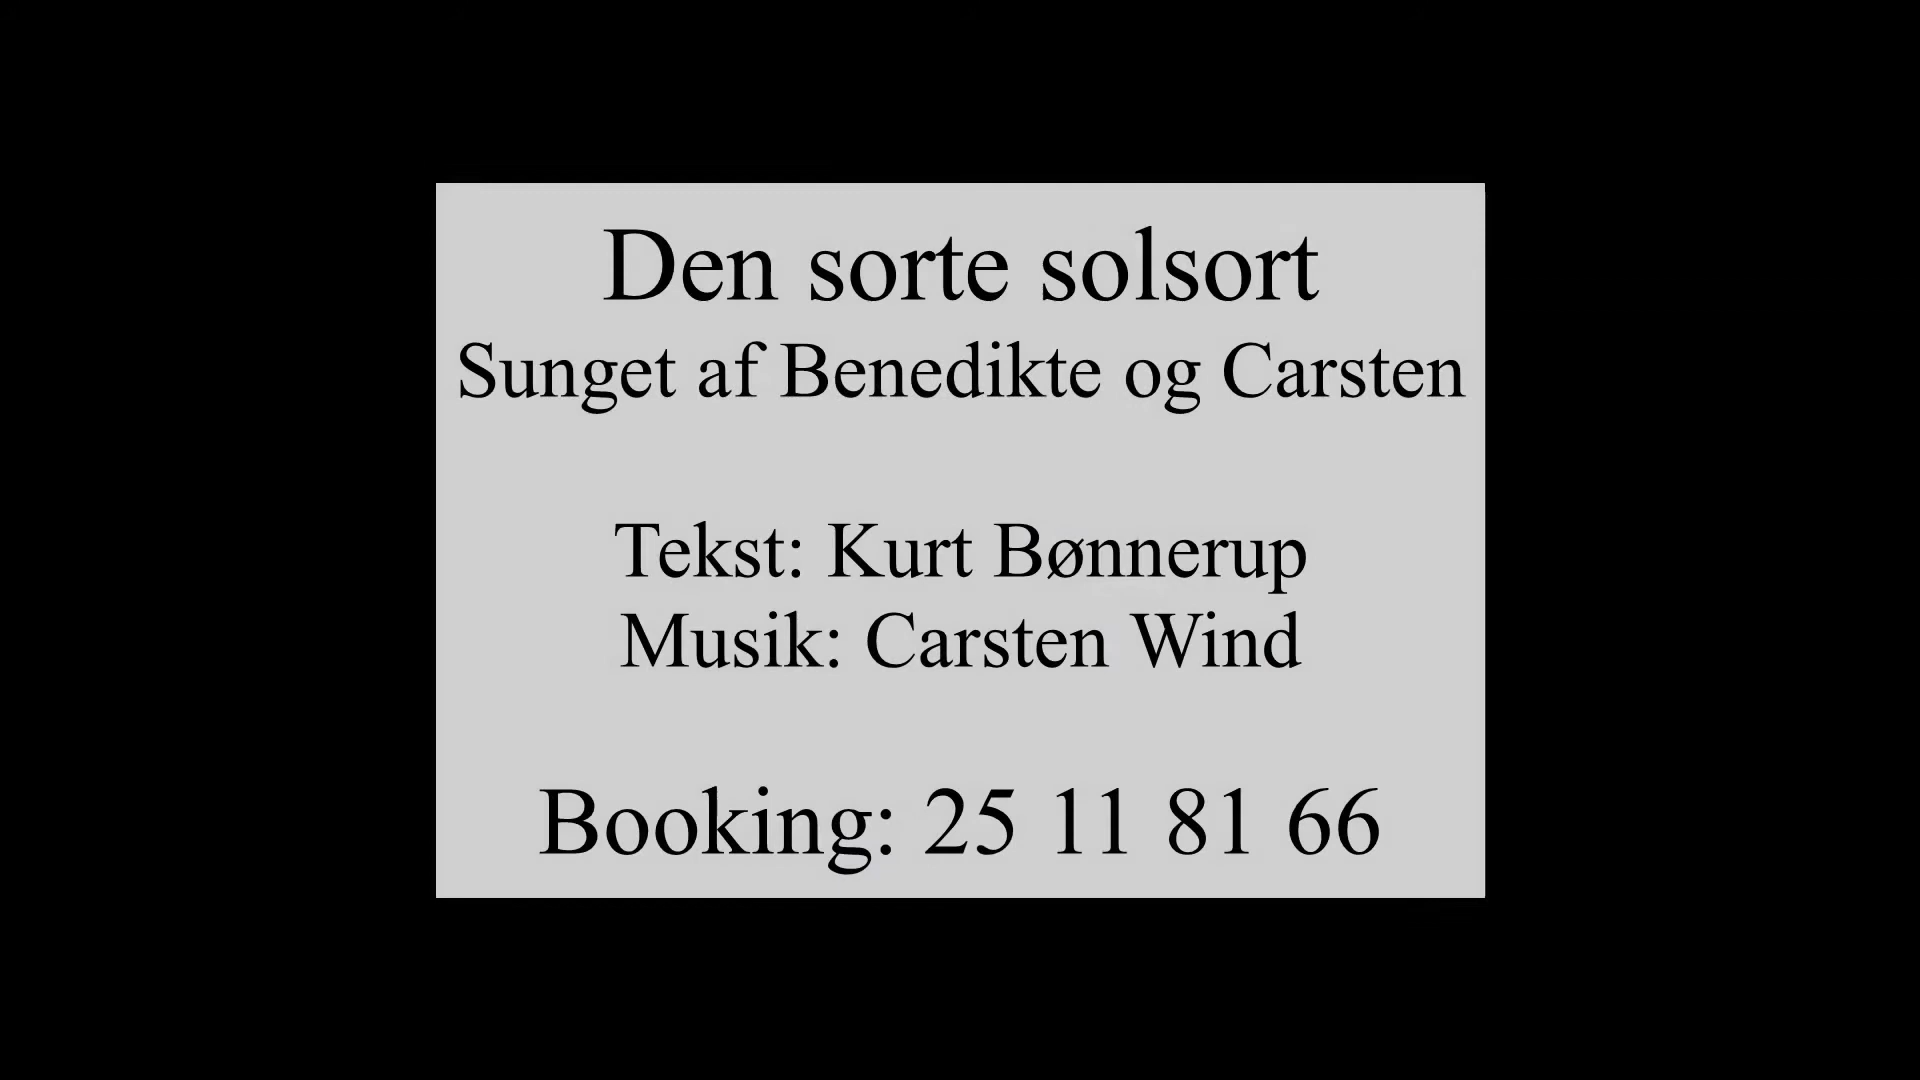 Den sorte solsort
Sunget af Benedikte og Carsten
Tekst: Kurt Bønnerup
Musik: Carsten Wind
Booking: 25 11 81 66